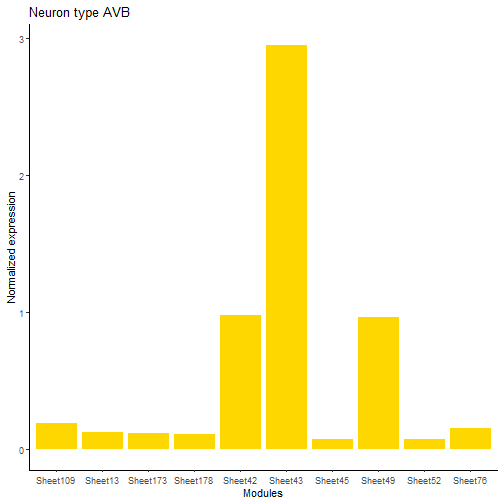 Neuron type AVB
Normalized expression
3
2
1
0
Sheet109 Sheet13 Sheet173 Sheet178 Sheet42 Sheet43 Sheet45 Sheet49 Sheet52 Sheet76
Modules